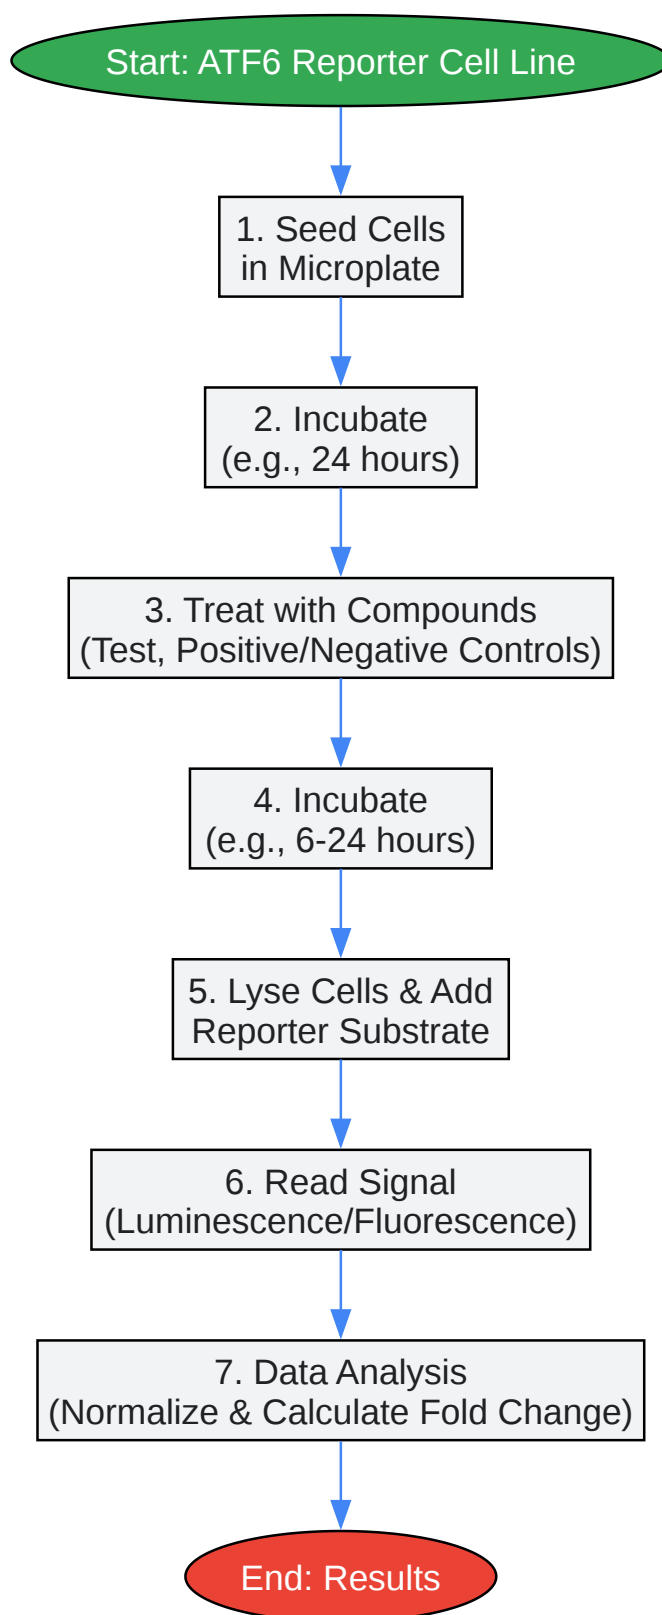 Start: ATF6 Reporter Cell Line
1. Seed Cells
in Microplate
2. Incubate
(e.g., 24 hours)
3. Treat with Compounds
(Test, Positive/Negative Controls)
4. Incubate
(e.g., 6-24 hours)
5. Lyse Cells & Add
Reporter Substrate
6. Read Signal
(Luminescence/Fluorescence)
7. Data Analysis
(Normalize & Calculate Fold Change)
End: Results